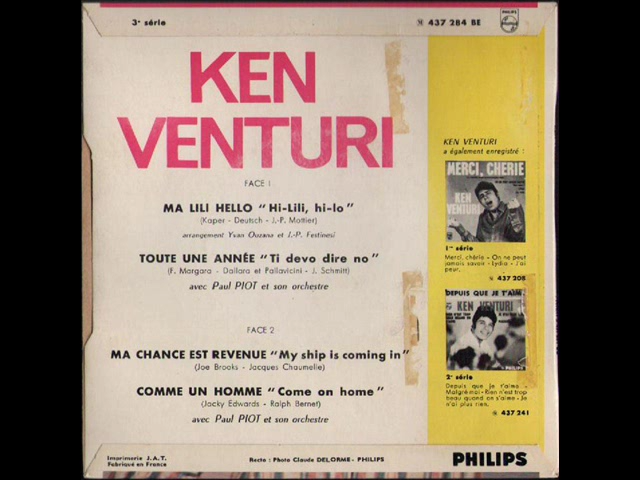 3e série
N 437 284 BE
PHILIPS
KEN
VENTURI
FACE 1
MA LILI HELLO "Hi-Lili, hi-lo"
(Kaper - Deutsch - J.-P. Mottier)
arrangement Yvan Oozana et J.-P. Festinesi
TOUTE UNE ANNÉE "Ti devo dire no"
(F. Margara - Dallara et Pallavicini - J. Schmitt)
avec Paul PIOT et son orchestre
FACE 2
MA CHANCE EST REVENUE "My ship is coming in"
(Joe Brooks - Jacques Chaumelle)
COMME UN HOMME "Come on home"
(Jacky Edwards - Ralph Bernet)
avec Paul PIOT et son orchestre
KEN VENTURI
a également enregistré :
MERCI, CHERIE
KEN
VENTURI
1re série
Merci, chérie - On ne peut
jamais savoir - Lydia - J'ai
peur.
N 437 208
DEPUIS QUE JE T'AIM
KEN VENTURI
PHILIPS
2e série
Depuis que je t'aime -
Malgré moi - Rien n'est trop
beau quand on s'aime - Je
n'ai plus rien.
N 437 241
Imprimerie J.A.T.
Fabriqué en France
Recto : Photo Claude DELORME - PHILIPS
PHILIPS